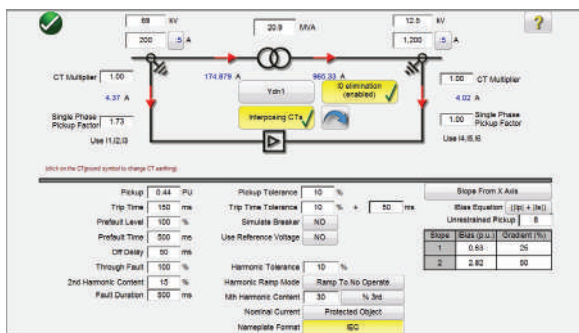 69 kV 20.9 MVA 12.5 kV
200 :5 A 1,200 :5 A
CT Multiplier 1.00 174.879 A 965.33 A 1.00 CT Multiplier
4.37 A Ydn1 I0 elimination (enabled) 4.02 A
Single Phase Pickup Factor 1.73 Interposing CTs 1.00 Single Phase Pickup Factor
Use I1,I2,I3 Use I4,I5,I6
(click on the CT ground symbol to change CT earthing)
Pickup 0.44 PU Pickup Tolerance 10 % Slope From X Axis
Trip Time 150 ms Trip Time Tolerance 10 % + 50 ms Bias Equation (|Ip| + |Is|)
Prefault Level 100 % Simulate Breaker NO Unrestrained Pickup 8
Prefault Time 500 ms Use Reference Voltage NO Slope Bias (p.u.) Gradient (%)
Off Delay 50 ms 1 0.63 25
Through Fault 100 % Harmonic Tolerance 10 % 2 2.82 50
2nd Harmonic Content 15 % Harmonic Ramp Mode Ramp To No Operate
Fault Duration 500 ms Nth Harmonic Content 30 % 3rd
Nominal Current Protected Object
Nameplate Format IEC